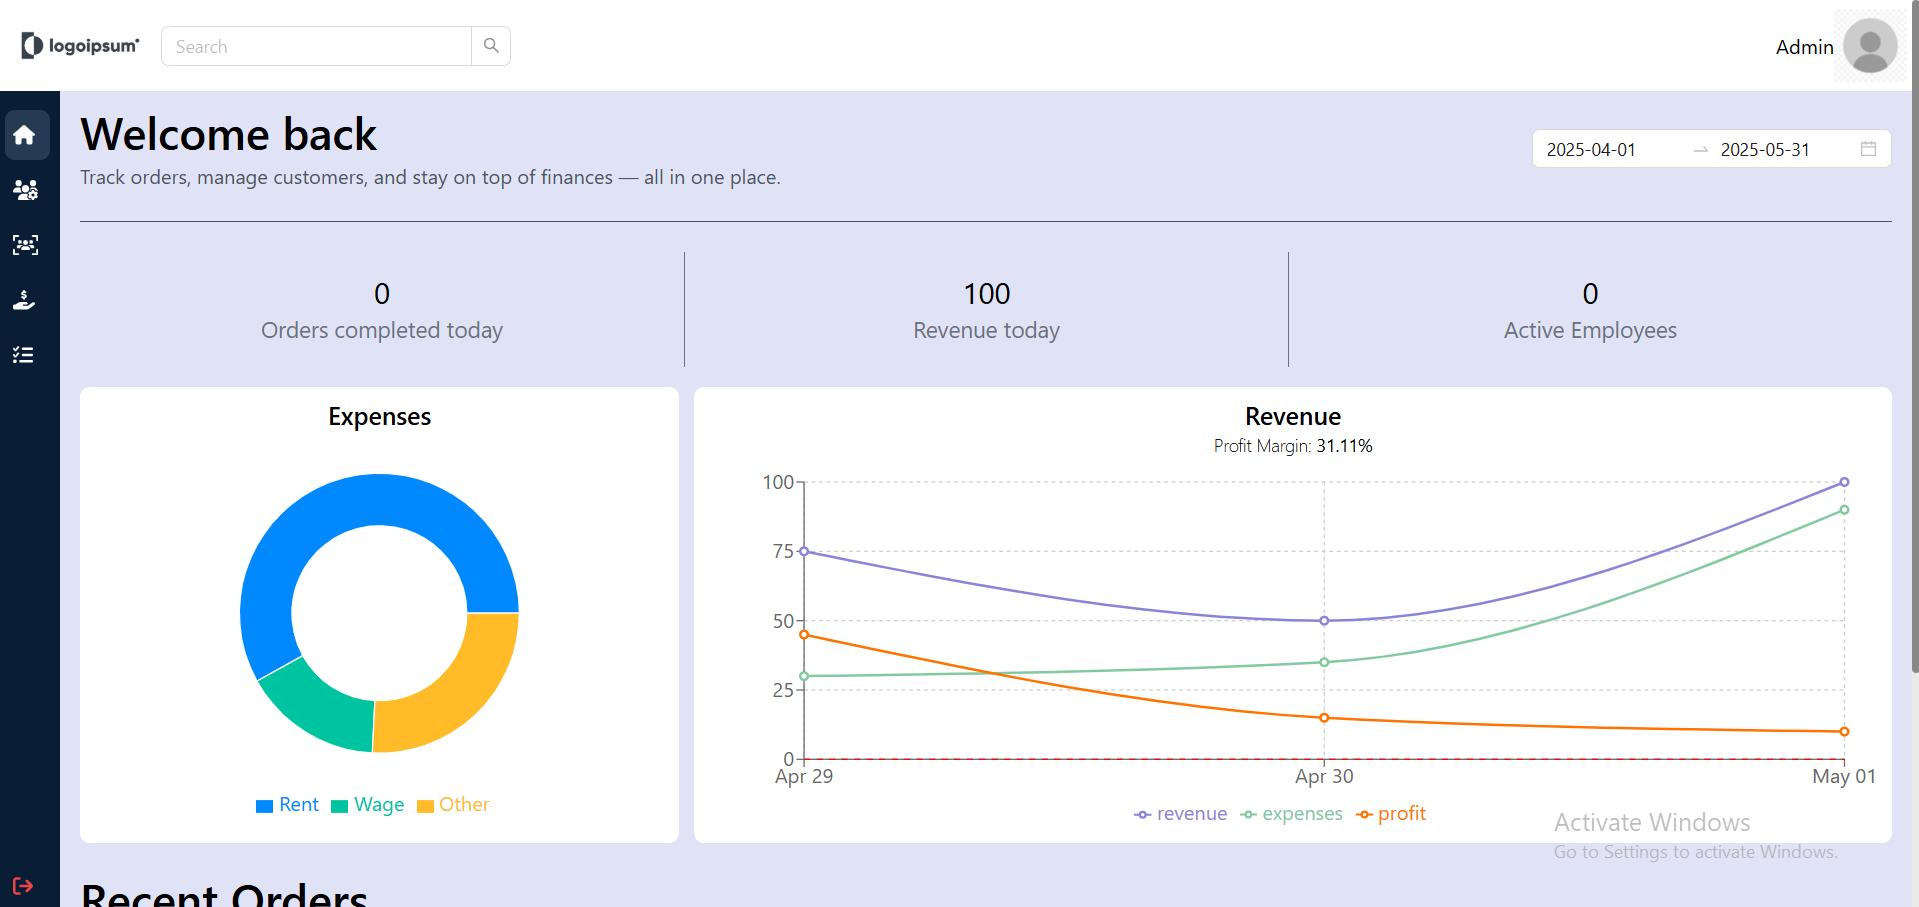 logoipsum
Search
Admin
Welcome back
Track orders, manage customers, and stay on top of finances — all in one place.
2025-04-01
2025-05-31
0
Orders completed today
100
Revenue today
0
Active Employees
Expenses
Rent
Wage
Other
Revenue
Profit Margin: 31.11%
100
75
50
25
0
Apr 29
Apr 30
May 01
revenue
expenses
profit
Activate Windows
Go to Settings to activate Windows.
Recent Orders